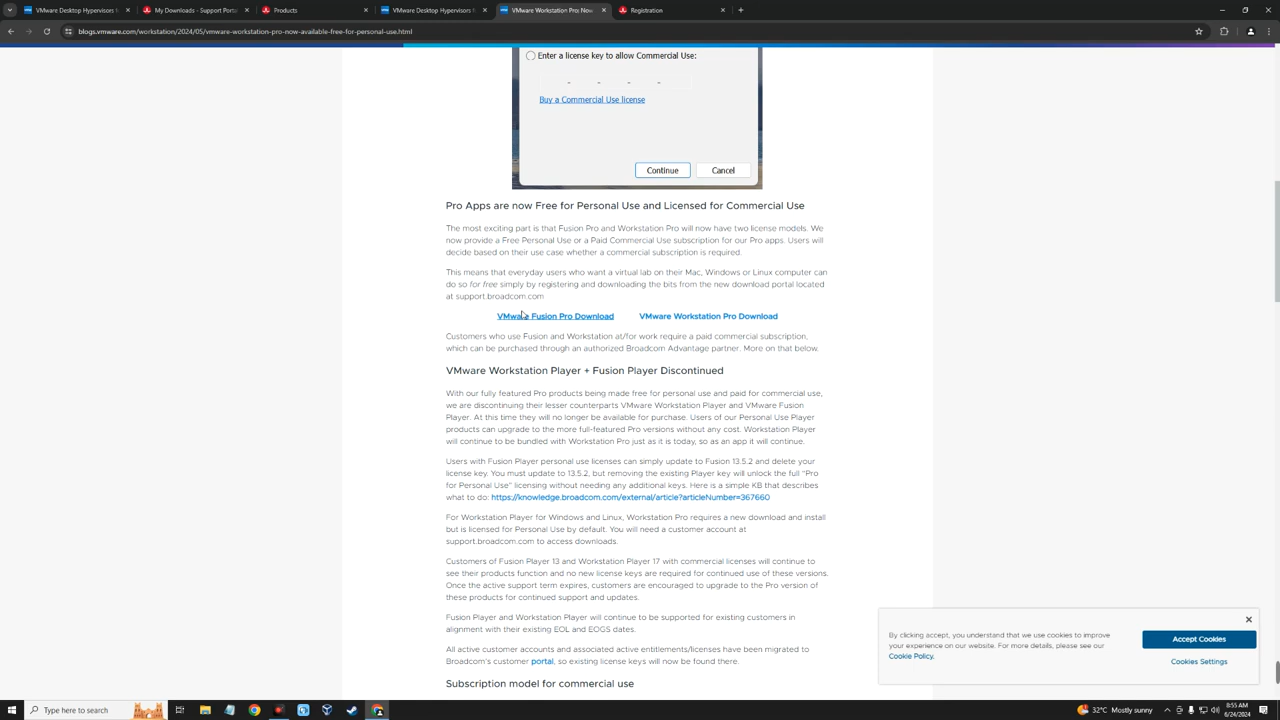 VMware Desktop Hypervisors f
My Downloads - Support Porta
Products
VMware Desktop Hypervisors f
VMware Workstation Pro: Now
Registration
blogs.vmware.com/workstation/2024/05/vmware-workstation-pro-now-available-free-for-personal-use.html
Enter a license key to allow Commercial Use:
- - - -
Buy a Commercial Use license
Continue
Cancel
Pro Apps are now Free for Personal Use and Licensed for Commercial Use
The most exciting part is that Fusion Pro and Workstation Pro will now have two license models. We
now provide a Free Personal Use or a Paid Commercial Use subscription for our Pro apps. Users will
decide based on their use case whether a commercial subscription is required.
This means that everyday users who want a virtual lab on their Mac, Windows or Linux computer can
do so for free simply by registering and downloading the bits from the new download portal located
at support.broadcom.com
VMware Fusion Pro Download
VMware Workstation Pro Download
Customers who use Fusion and Workstation at/for work require a paid commercial subscription,
which can be purchased through an authorized Broadcom Advantage partner. More on that below.
VMware Workstation Player + Fusion Player Discontinued
With our fully featured Pro products being made free for personal use and paid for commercial use,
we are discontinuing their lesser counterparts VMware Workstation Player and VMware Fusion
Player. At this time they will no longer be available for purchase. Users of our Personal Use Player
products can upgrade to the more full-featured Pro versions without any cost. Workstation Player
will continue to be bundled with Workstation Pro just as it is today, so as an app it will continue.
Users with Fusion Player personal use licenses can simply update to Fusion 13.5.2 and delete your
license key. You must update to 13.5.2, but removing the existing Player key will unlock the full “Pro
for Personal Use” licensing without needing any additional keys. Here is a simple KB that describes
what to do: https://knowledge.broadcom.com/external/article?articleNumber=367660
For Workstation Player for Windows and Linux, Workstation Pro requires a new download and install
but is licensed for Personal Use by default. You will need a customer account at
support.broadcom.com to access downloads.
Customers of Fusion Player 13 and Workstation Player 17 with commercial licenses will continue to
see their products function and no new license keys are required for continued use of these versions.
Once the active support term expires, customers are encouraged to upgrade to the Pro version of
these products for continued support and updates.
Fusion Player and Workstation Player will continue to be supported for existing customers in
alignment with their existing EOL and EOGS dates.
All active customer accounts and associated active entitlements/licenses have been migrated to
Broadcom’s customer portal, so existing license keys will now be found there.
Subscription model for commercial use
By clicking accept, you understand that we use cookies to improve
your experience on our website. For more details, please see our
Cookie Policy.
Accept Cookies
Cookies Settings
Type here to search
32°C Mostly sunny
8:55 AM
6/24/2024